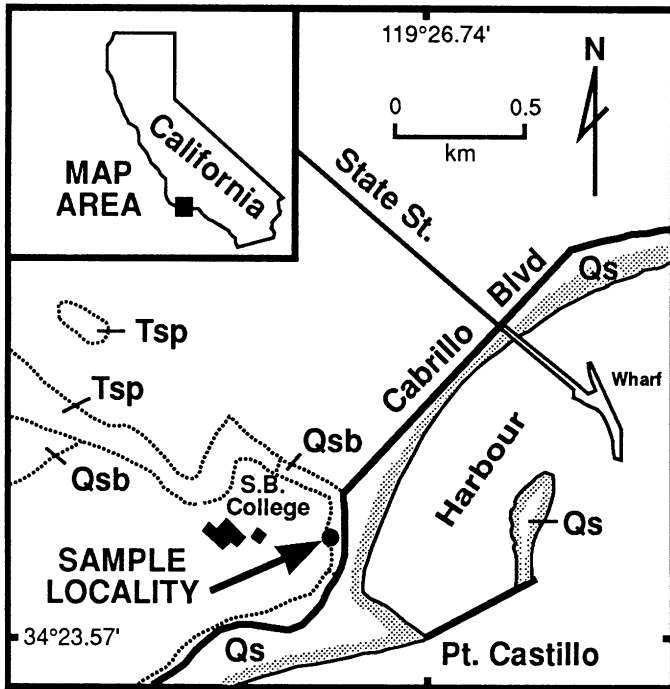 119°26.74'
N
0 0.5
km
California
MAP
AREA
State St.
Qs
Blvd
Cabrillo
Wharf
Tsp
Tsp
Qsb
Qsb
S.B.
College
Harbour
Qs
SAMPLE
LOCALITY
34°23.57'
Qs
Pt. Castillo